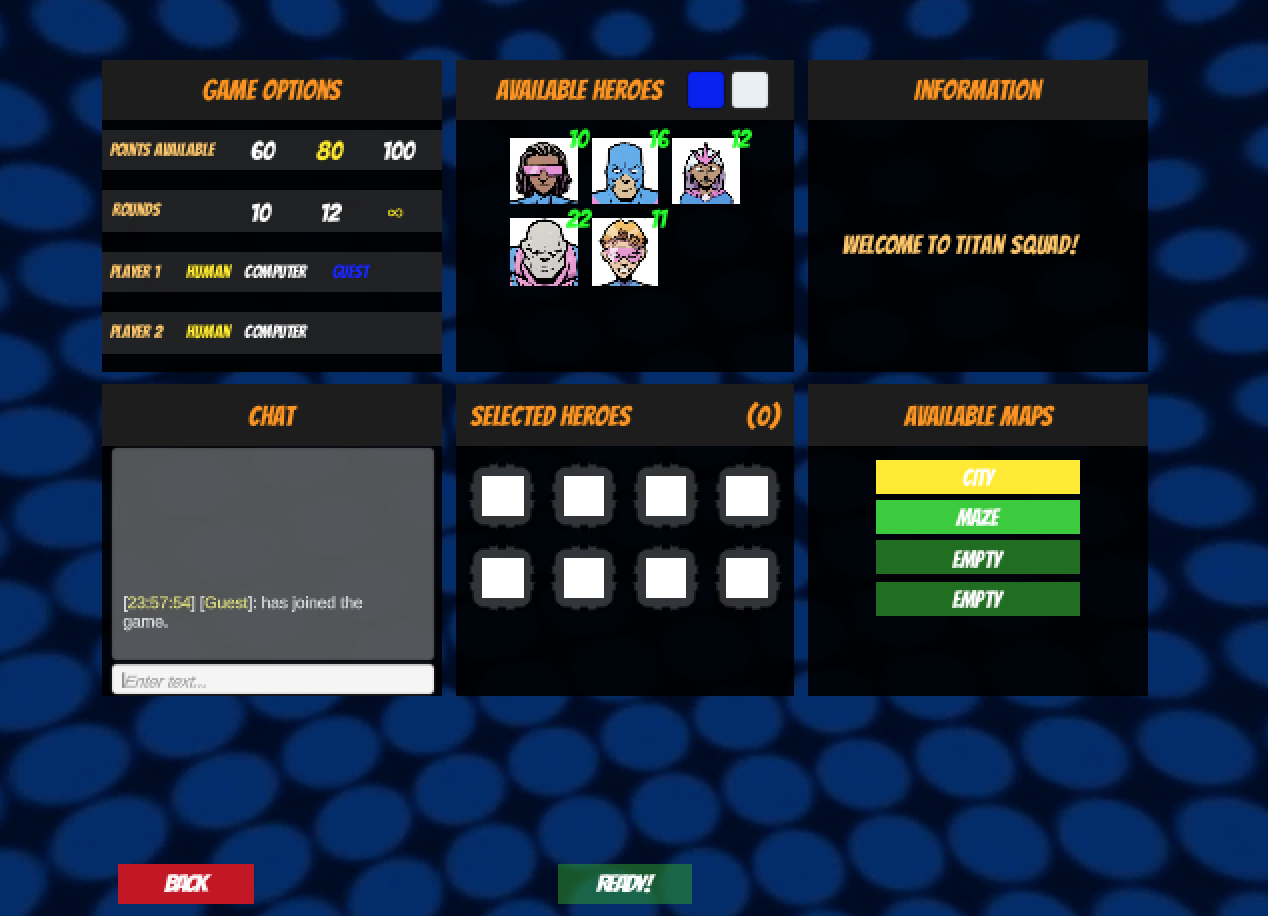 GAME OPTIONS
POINTS AVAILABLE 60 80 100
ROUNDS 10 12 ∞
PLAYER 1 HUMAN COMPUTER GUEST
PLAYER 2 HUMAN COMPUTER
AVAILABLE HEROES
10 16 12
22 11
INFORMATION
WELCOME TO TITAN SQUAD!
CHAT
[23:57:54] [Guest]: has joined the
game.
Enter text...
SELECTED HEROES (0)
AVAILABLE MAPS
CITY
MAZE
EMPTY
EMPTY
BACK
READY!